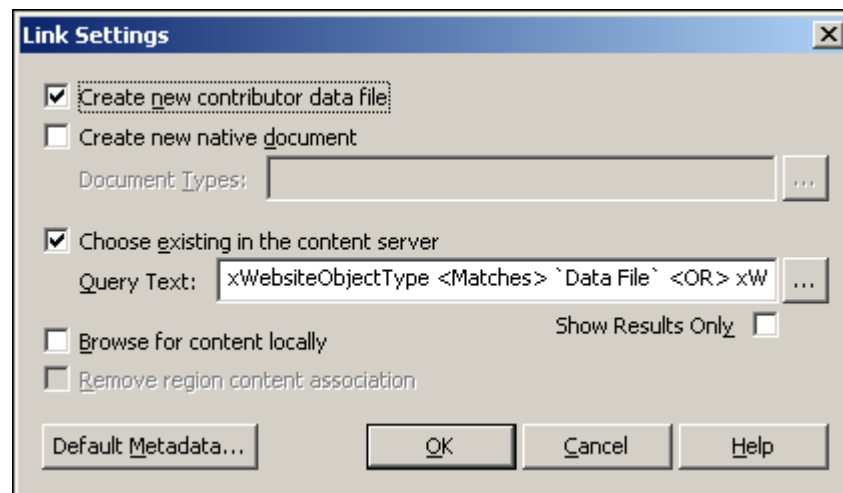 Link Settings
Create new contributor data file
Create new native document
Document Types:
...
Choose existing in the content server
Query Text: xWebsiteObjectType <Matches> `Data File` <OR> xW ...
Show Results Only
Browse for content locally
Remove region content association
Default Metadata... OK Cancel Help